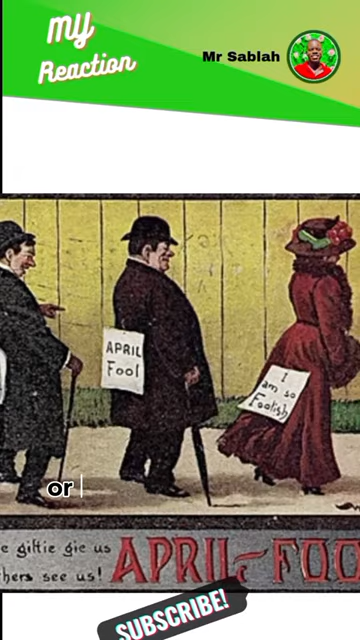 My
Reaction
Mr Sablah
APRIL
Fool
I
am so
Foolish
or
e giftie gie us
hers see us!
APRIL FOO
SUBSCRIBE!